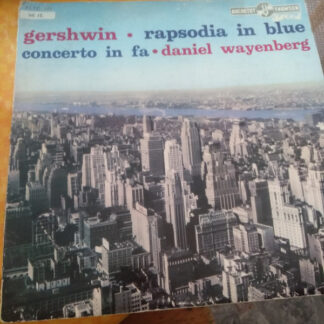 gershwin • rapsodia in blue
concerto in fa • daniel wayenberg